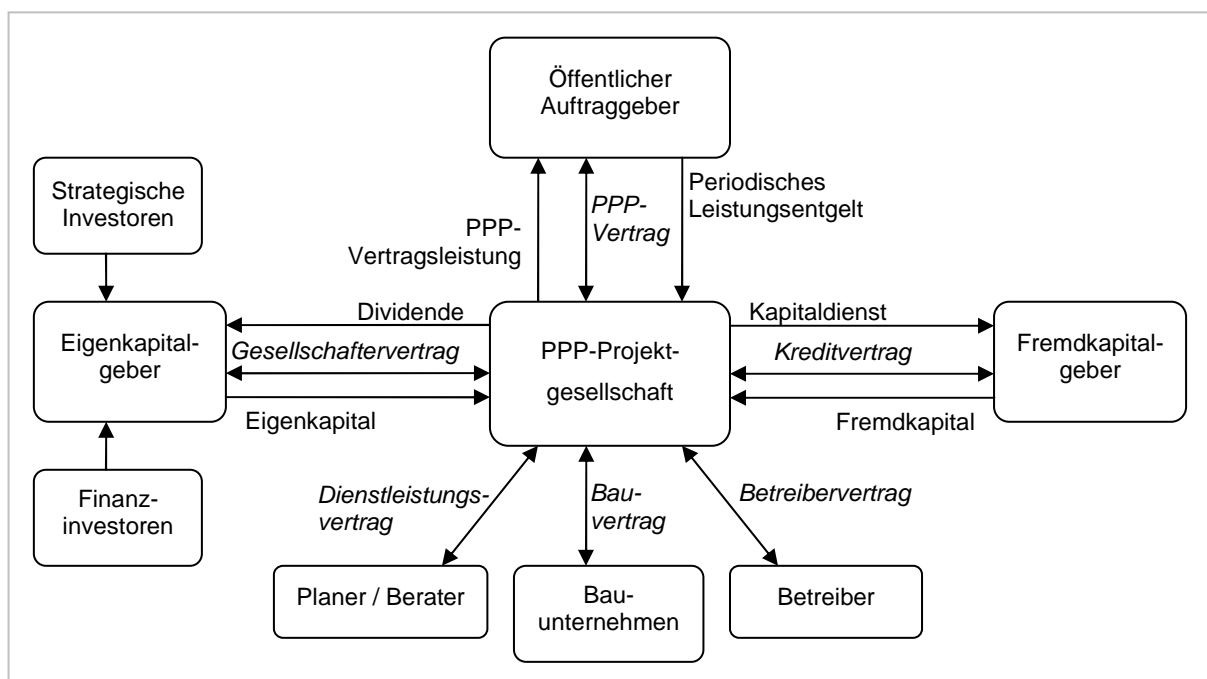 Öffentlicher
Auftraggeber
Strategische
Investoren
PPP-
Vertragsleistung
PPP-
Vertrag
Periodisches
Leistungsentgelt
Eigenkapital-
geber
Dividende
Gesellschaftervertrag
Eigenkapital
PPP-Projekt-
gesellschaft
Kapitaldienst
Kreditvertrag
Fremdkapital
Fremdkapital-
geber
Finanz-
investoren
Dienstleistungs-
vertrag
Bau-
vertrag
Betreibervertrag
Planer / Berater
Bau-
unternehmen
Betreiber